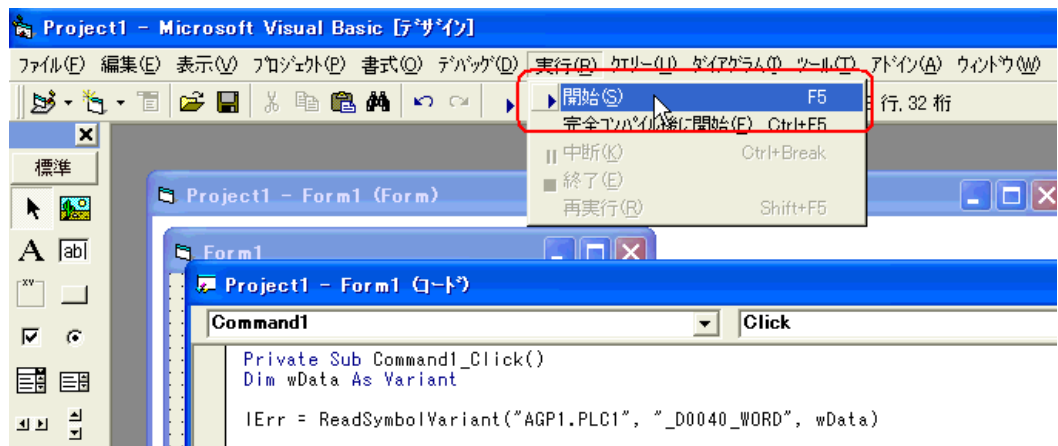 Project1 - Microsoft Visual Basic [ﾃﾞｻﾞｲﾝ]
ﾌｧｲﾙ(F) 編集(E) 表示(V) ﾌﾟﾛｼﾞｪｸﾄ(P) 書式(O) ﾃﾞﾊﾞｯｸﾞ(D) 実行(R) ｸｴﾘｰ(U) ﾀﾞｲｱｸﾞﾗﾑ(I) ﾂｰﾙ(T) ｱﾄﾞｲﾝ(A) ｳｨﾝﾄﾞｳ(W)
行, 32 桁
開始(S) F5
完全ｺﾝﾊﾟｲﾙ後に開始(F) Ctrl+F5
中断(K) Ctrl+Break
終了(E)
再実行(R) Shift+F5
標準
A abl
xv
Project1 - Form1 (Form)
Form1
Project1 - Form1 (ｺｰﾄﾞ)
Command1 Click
Private Sub Command1_Click()
Dim wData As Variant
lErr = ReadSymbolVariant("AGP1.PLC1", "_D0040_WORD", wData)